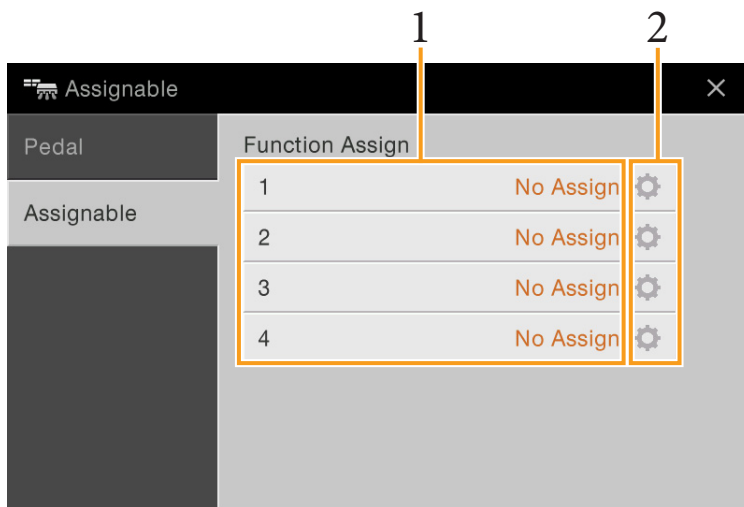 1 2
Assignable
Pedal
Function Assign
1 No Assign
Assignable
2 No Assign
3 No Assign
4 No Assign